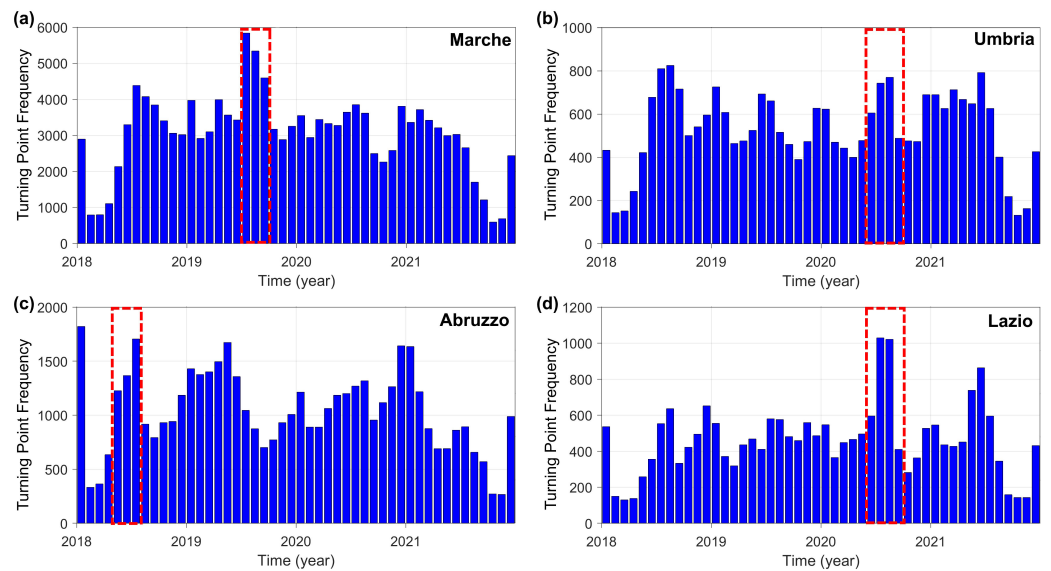 (a)
Marche
Turning Point Frequency
6000
5000
4000
3000
2000
1000
0
2018 2019 2020 2021
Time (year)
(b)
Umbria
Turning Point Frequency
1000
800
600
400
200
0
2018 2019 2020 2021
Time (year)
(c)
Abruzzo
Turning Point Frequency
2000
1500
1000
500
0
2018 2019 2020 2021
Time (year)
(d)
Lazio
Turning Point Frequency
1200
1000
800
600
400
200
0
2018 2019 2020 2021
Time (year)